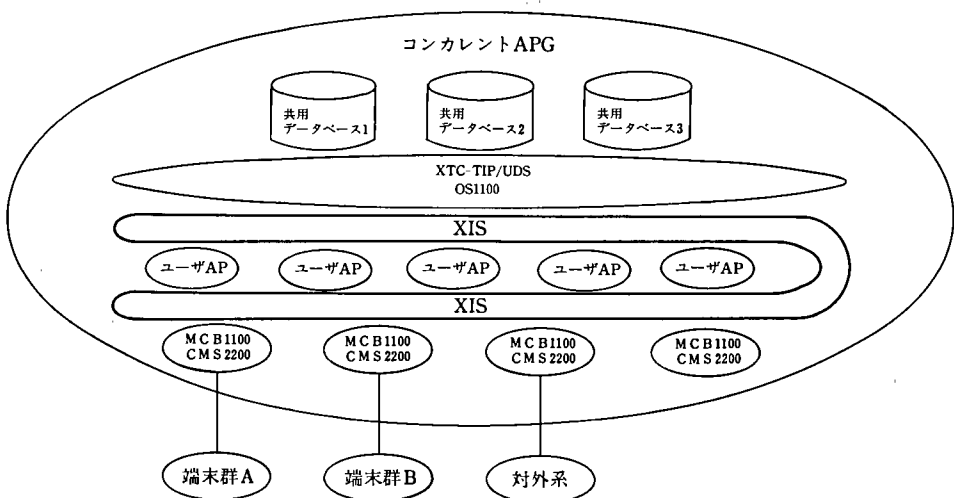 コンカレントAPG
共用
データベース1
共用
データベース2
共用
データベース3
XTC-TIP/UDS
OS1100
XIS
ユーザAP
ユーザAP
ユーザAP
ユーザAP
ユーザAP
XIS
MCB1100
CMS2200
MCB1100
CMS2200
MCB1100
CMS2200
MCB1100
CMS2200
端末群A
端末群B
対外系